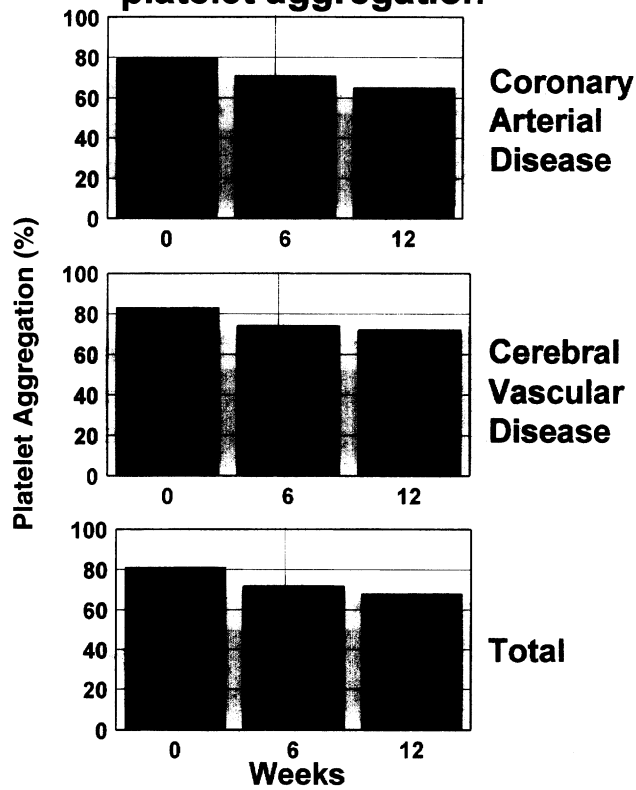 platelet aggregation
100
80
60
40
20
0
0 6 12
Coronary
Arterial
Disease
Platelet Aggregation (%)
100
80
60
40
20
0
0 6 12
Cerebral
Vascular
Disease
100
80
60
40
20
0
0 6 12
Total
Weeks